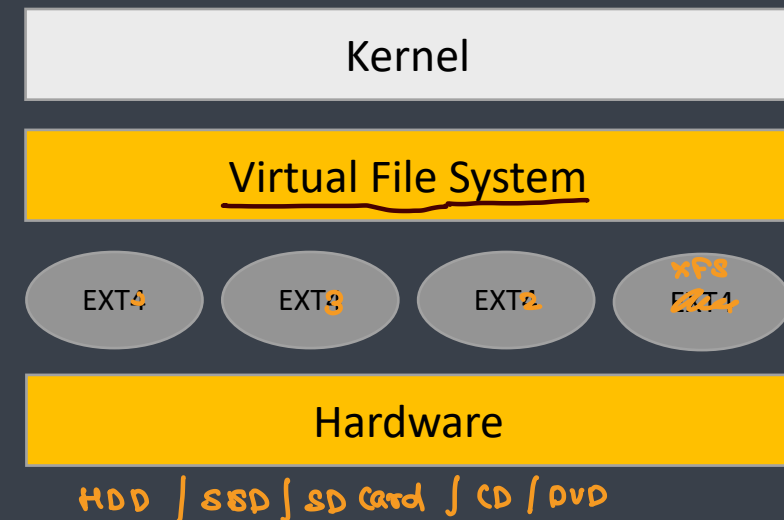 Kernel
Virtual File System
EXT4 EXT3 EXT2 XFS
Hardware
HDD / SSD / SD Card / CD / DVD